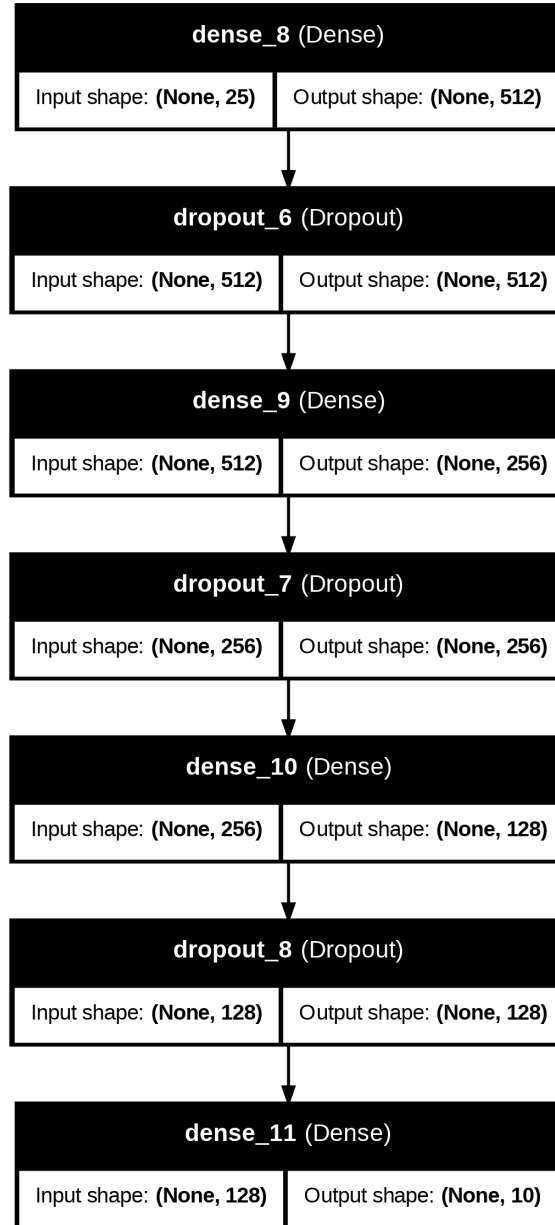 dense_8 (Dense)
Input shape: (None, 25) Output shape: (None, 512)
dropout_6 (Dropout)
Input shape: (None, 512) Output shape: (None, 512)
dense_9 (Dense)
Input shape: (None, 512) Output shape: (None, 256)
dropout_7 (Dropout)
Input shape: (None, 256) Output shape: (None, 256)
dense_10 (Dense)
Input shape: (None, 256) Output shape: (None, 128)
dropout_8 (Dropout)
Input shape: (None, 128) Output shape: (None, 128)
dense_11 (Dense)
Input shape: (None, 128) Output shape: (None, 10)